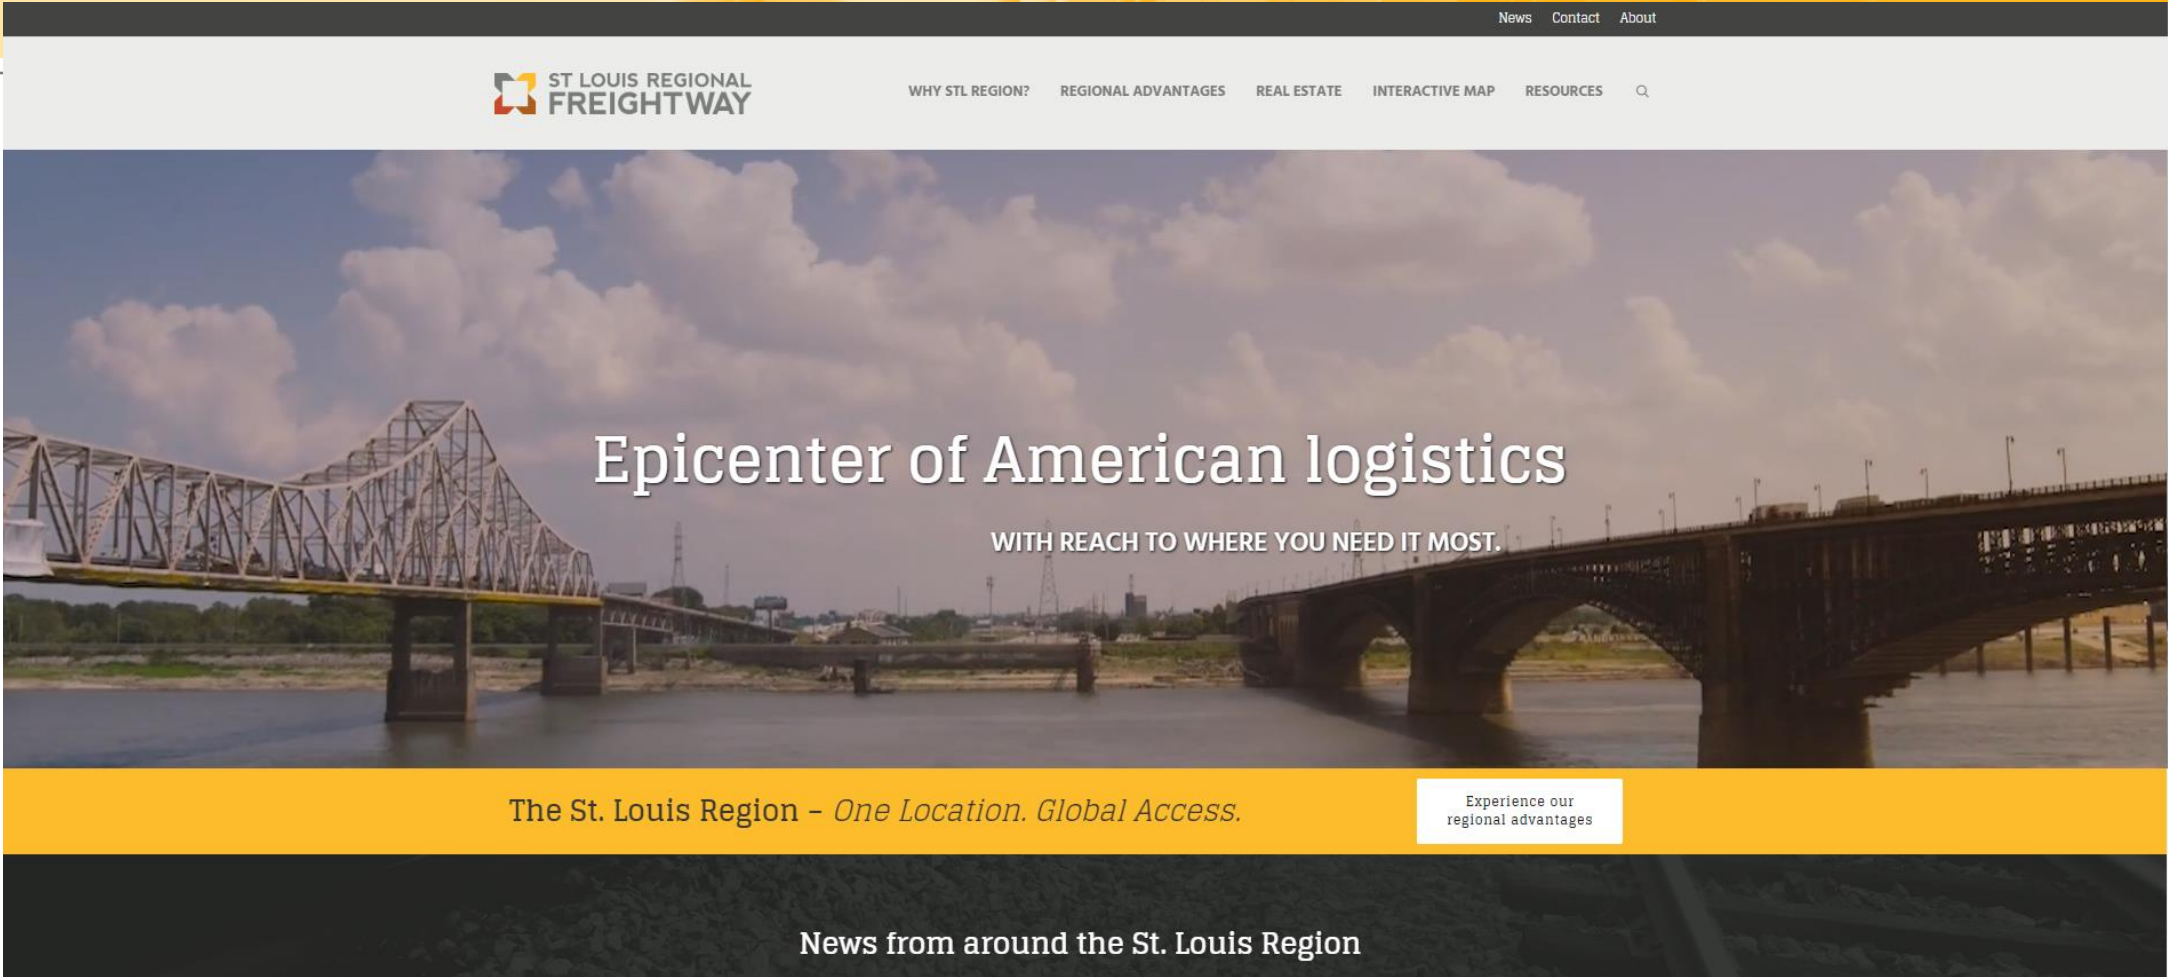 News Contact About
ST LOUIS REGIONAL
FREIGHTWAY
WHY STL REGION? REGIONAL ADVANTAGES REAL ESTATE INTERACTIVE MAP RESOURCES
Epicenter of American logistics
WITH REACH TO WHERE YOU NEED IT MOST.
The St. Louis Region – One Location. Global Access.
Experience our
regional advantages
News from around the St. Louis Region